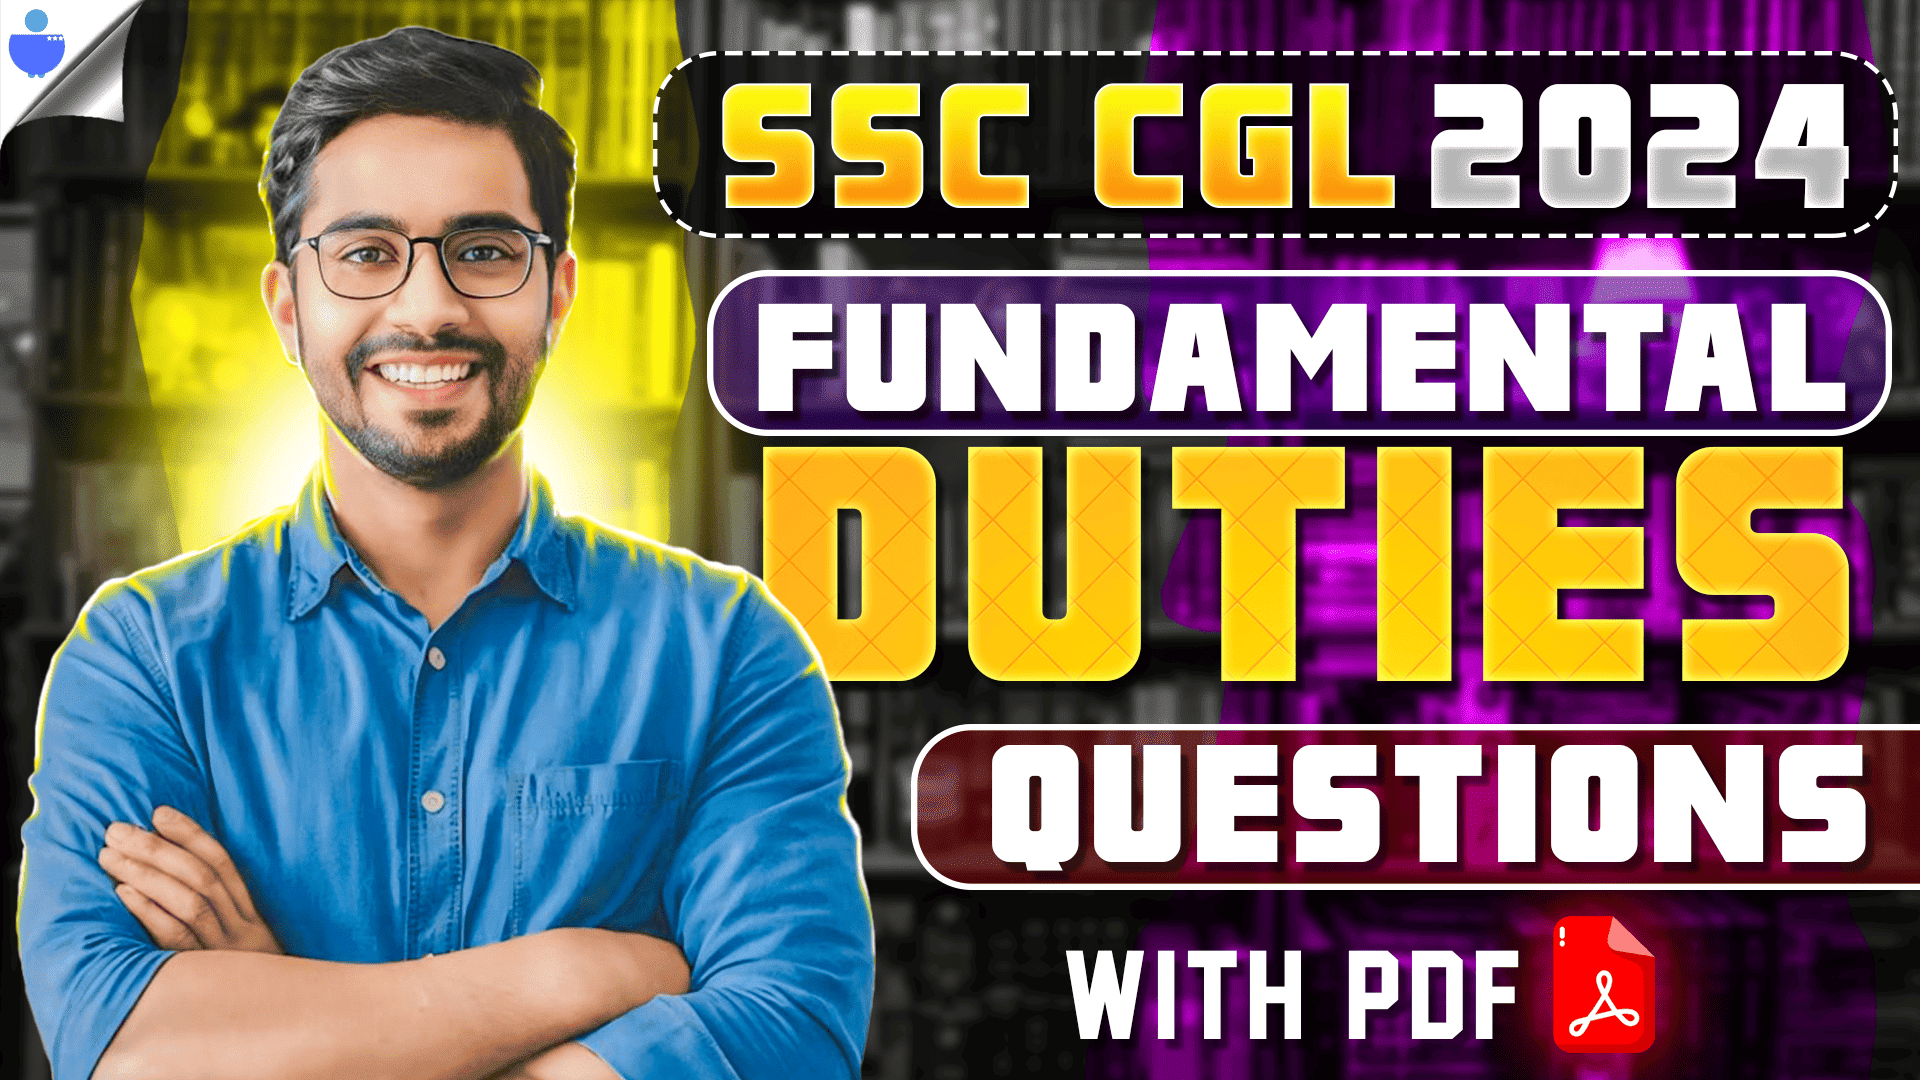 SSC CGL 2024
FUNDAMENTAL
DUTIES
QUESTIONS
WITH PDF